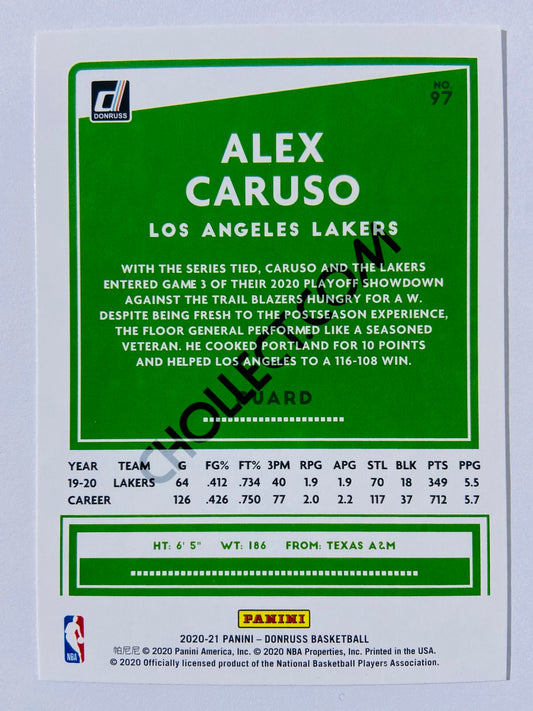 DONRUSS
NO.
97
ALEX
CARUSO
LOS ANGELES LAKERS
WITH THE SERIES TIED, CARUSO AND THE LAKERS
ENTERED GAME 3 OF THEIR 2020 PLAYOFF SHOWDOWN
AGAINST THE TRAIL BLAZERS HUNGRY FOR A W.
DESPITE BEING FRESH TO THE POSTSEASON EXPERIENCE,
THE FLOOR GENERAL PERFORMED LIKE A SEASONED
VETERAN. HE COOKED PORTLAND FOR 10 POINTS
AND HELPED LOS ANGELES TO A 116-108 WIN.
GUARD
CHOLLECT.COM
YEAR TEAM G FG% FT% 3PM RPG APG STL BLK PTS PPG
19-20 LAKERS 64 .412 .734 40 1.9 1.9 70 18 349 5.5
CAREER 126 .426 .750 77 2.0 2.2 117 37 712 5.7
HT: 6' 5" WT: 186 FROM: TEXAS A&M
PANINI
NBA
2020-21 PANINI – DONRUSS BASKETBALL
帕尼尼 © 2020 Panini America, Inc. © 2020 NBA Properties, Inc. Printed in the USA.
© 2020 Officially licensed product of the National Basketball Players Association.